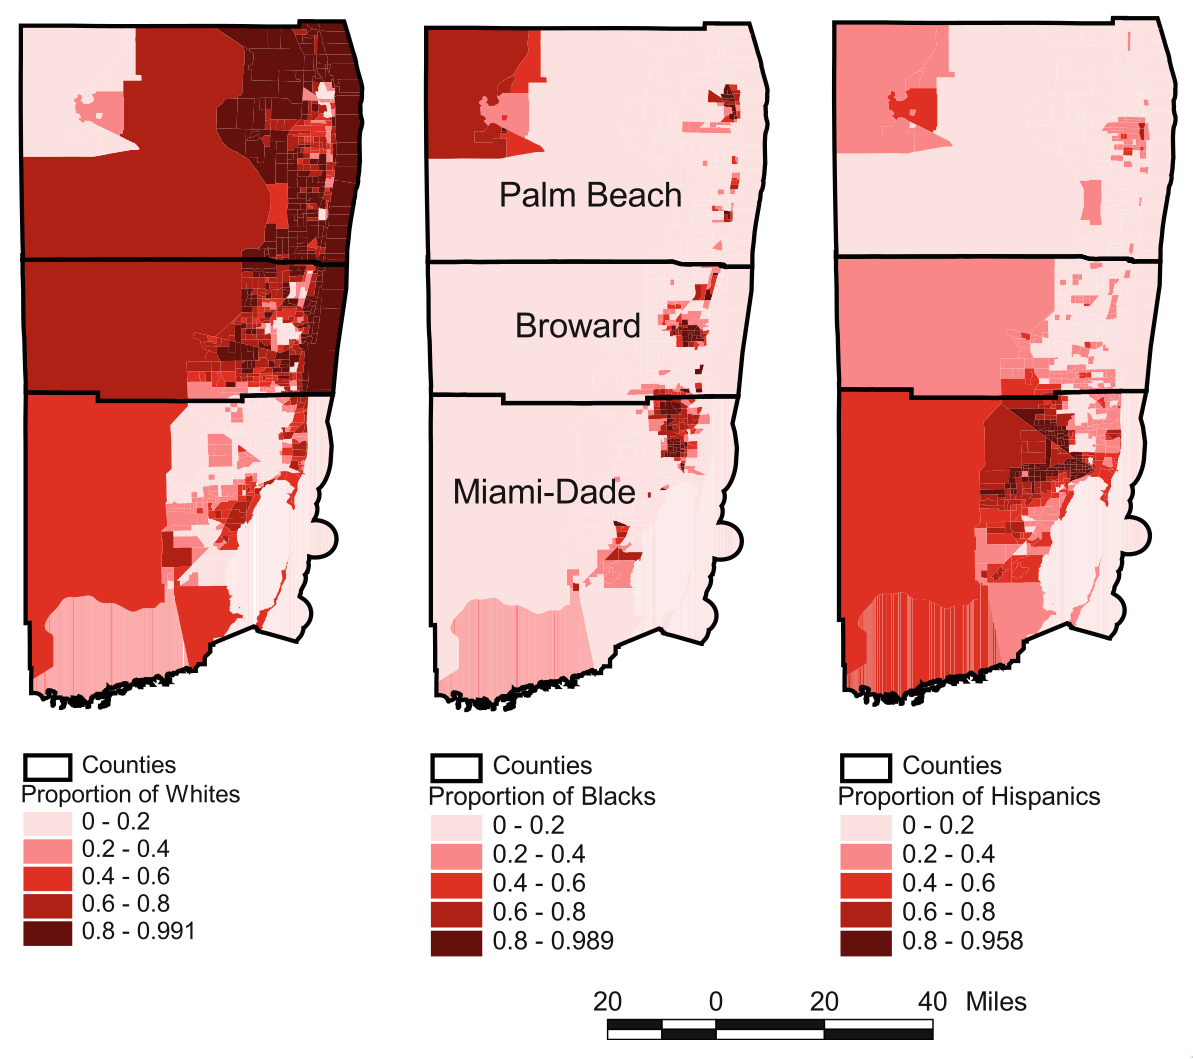 Palm Beach
Broward
Miami-Dade
Counties
Proportion of Whites
0 - 0.2
0.2 - 0.4
0.4 - 0.6
0.6 - 0.8
0.8 - 0.991
Counties
Proportion of Blacks
0 - 0.2
0.2 - 0.4
0.4 - 0.6
0.6 - 0.8
0.8 - 0.989
Counties
Proportion of Hispanics
0 - 0.2
0.2 - 0.4
0.4 - 0.6
0.6 - 0.8
0.8 - 0.958
20 0 20 40 Miles